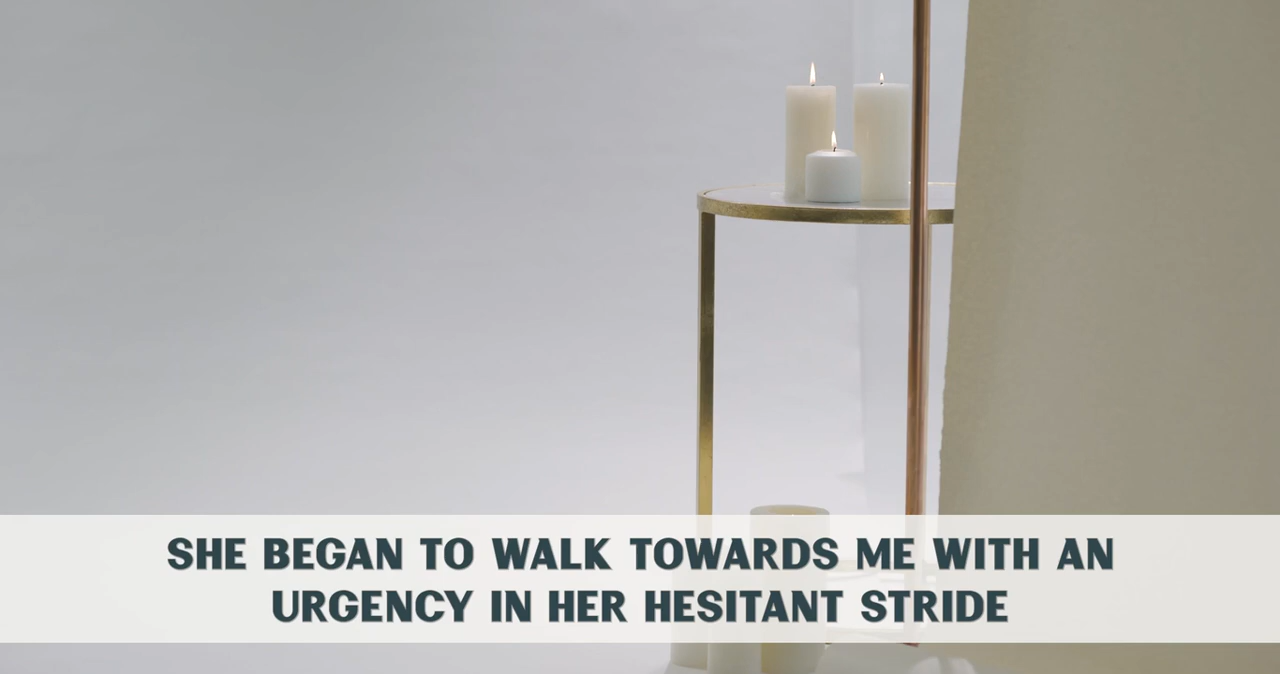 SHE BEGAN TO WALK TOWARDS ME WITH AN
URGENCY IN HER HESITANT STRIDE